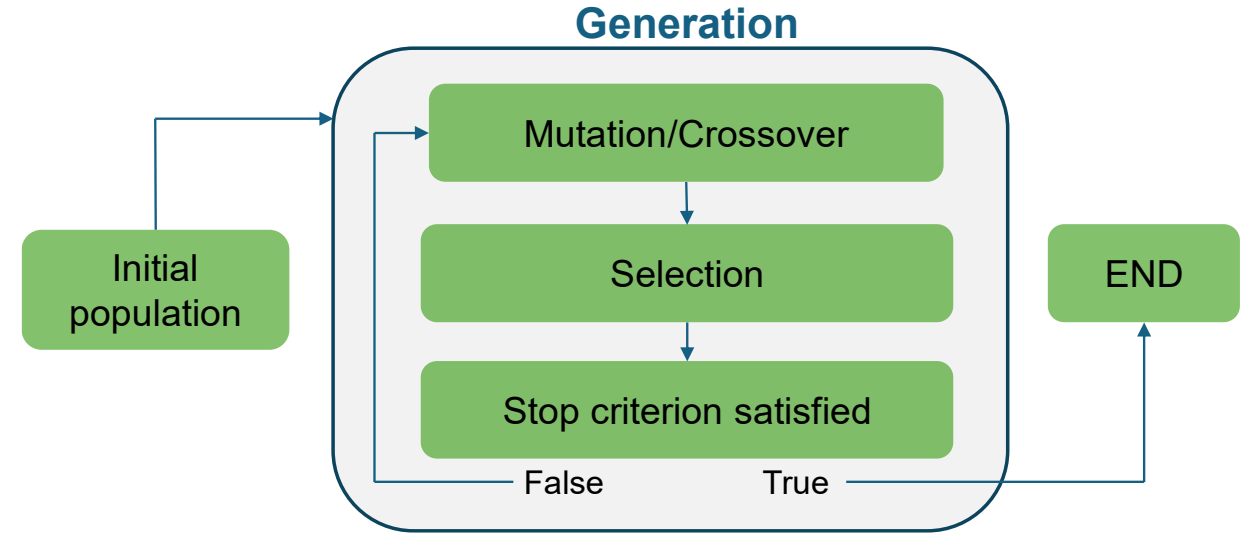 Generation
Mutation/Crossover
Selection
Initial
population
END
Stop criterion satisfied
False
True